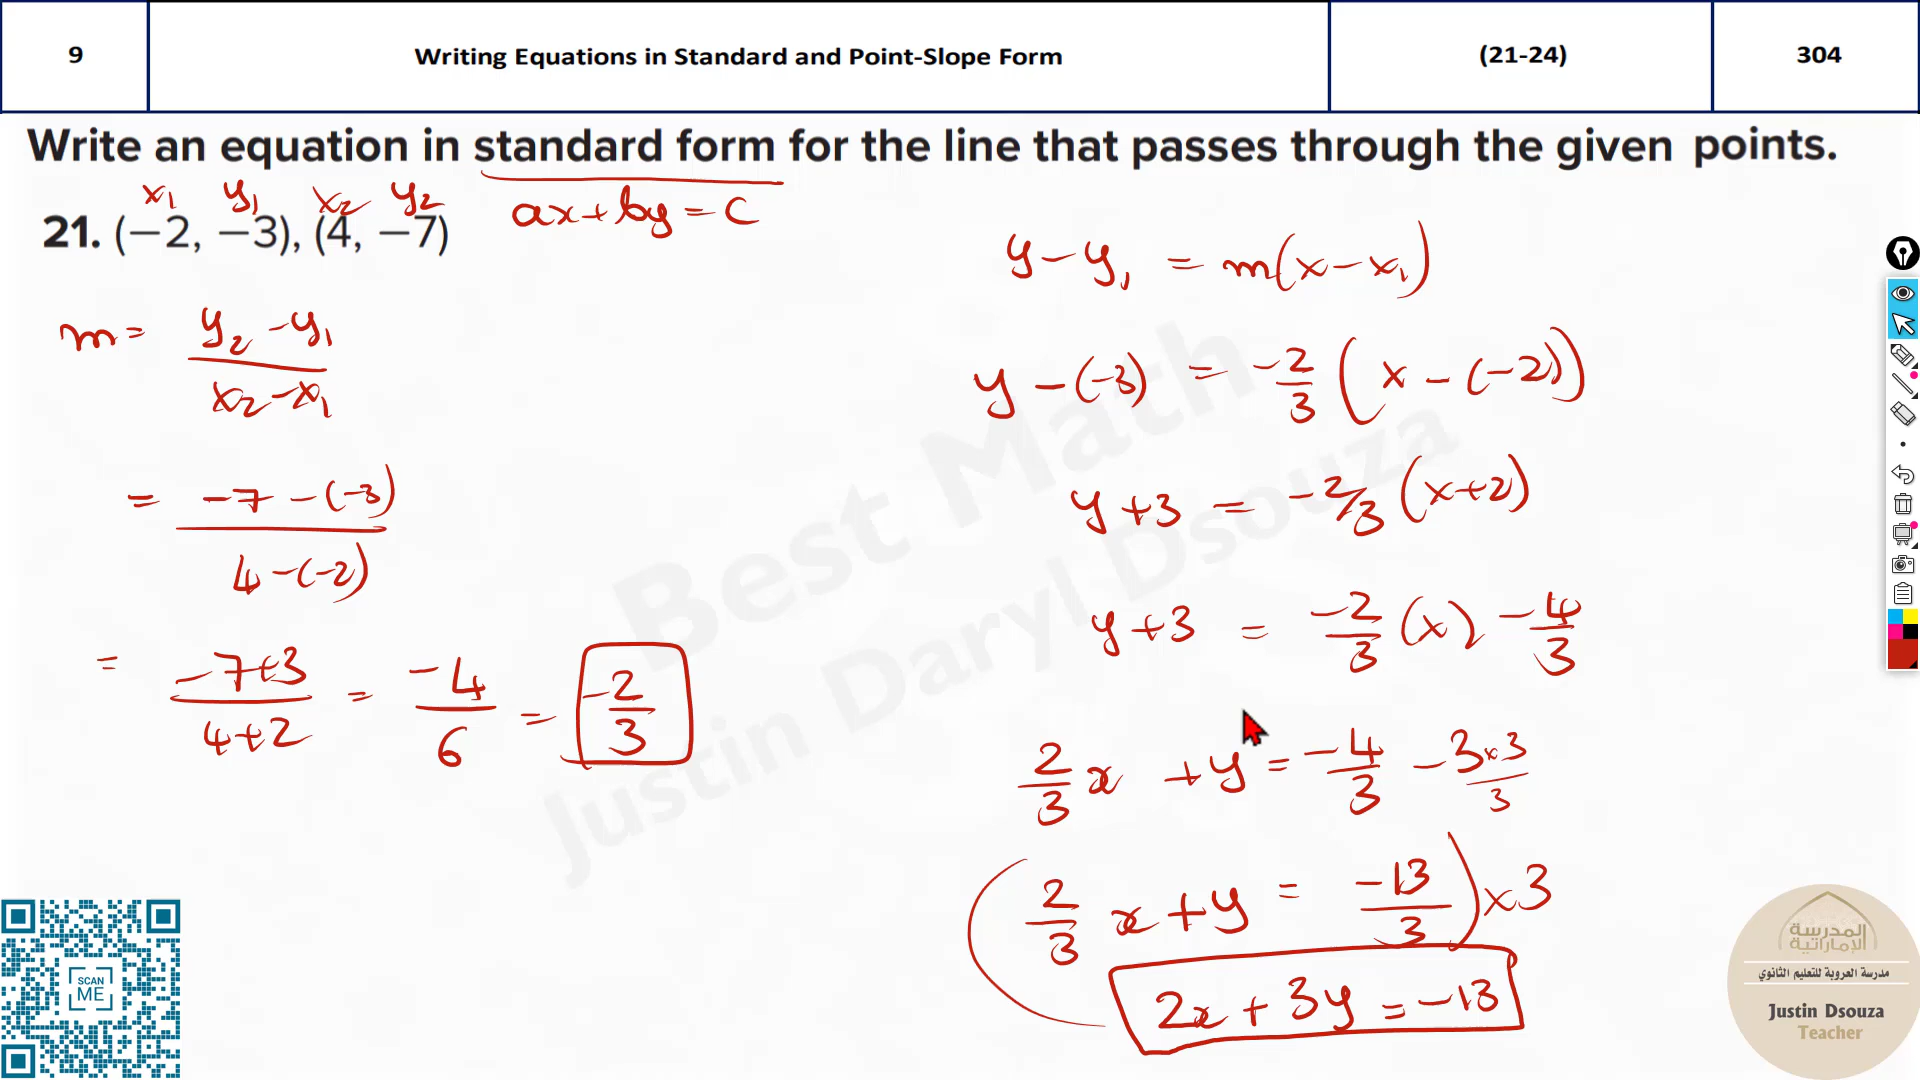 9 Writing Equations in Standard and Point-Slope Form (21-24) 304
Write an equation in standard form for the line that passes through the given points.
x₁ y₁ x₂ y₂
21. (−2, −3), (4, −7)
ax+by=C
m= y₂-y₁/x₂-x₁
= -7-(-3)/4-(-2)
= -7+3/4+2 = -4/6 = -2/3
y-y₁ = m(x-x₁)
y-(-3) = -2/3 (x-(-2))
y+3 = -2/3 (x+2)
y+3 = -2/3 (x) -4/3
2/3 x +y = -4/3 -3×3/3
(2/3 x+y = -13/3) ×3
2x+3y=-13
Best Math
Justin Daryl Dsouza
SCAN
ME
المدرسة
الإماراتية
مدرسة العروبة للتعليم الثانوي
Justin Dsouza
Teacher